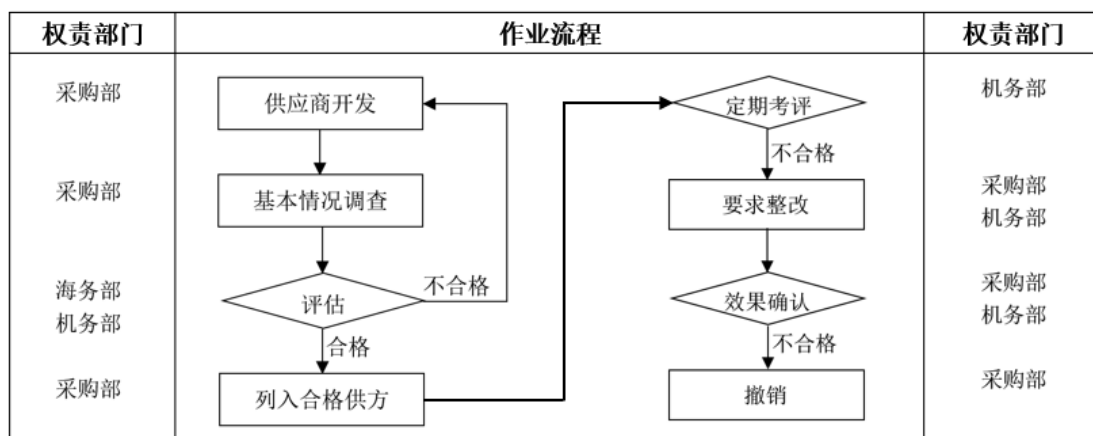 权责部门
作业流程
权责部门
采购部
供应商开发
定期考评
机务部
不合格
采购部
基本情况调查
要求整改
采购部
机务部
海务部
机务部
评估
不合格
效果确认
采购部
机务部
合格
不合格
采购部
列入合格供方
撤销
采购部